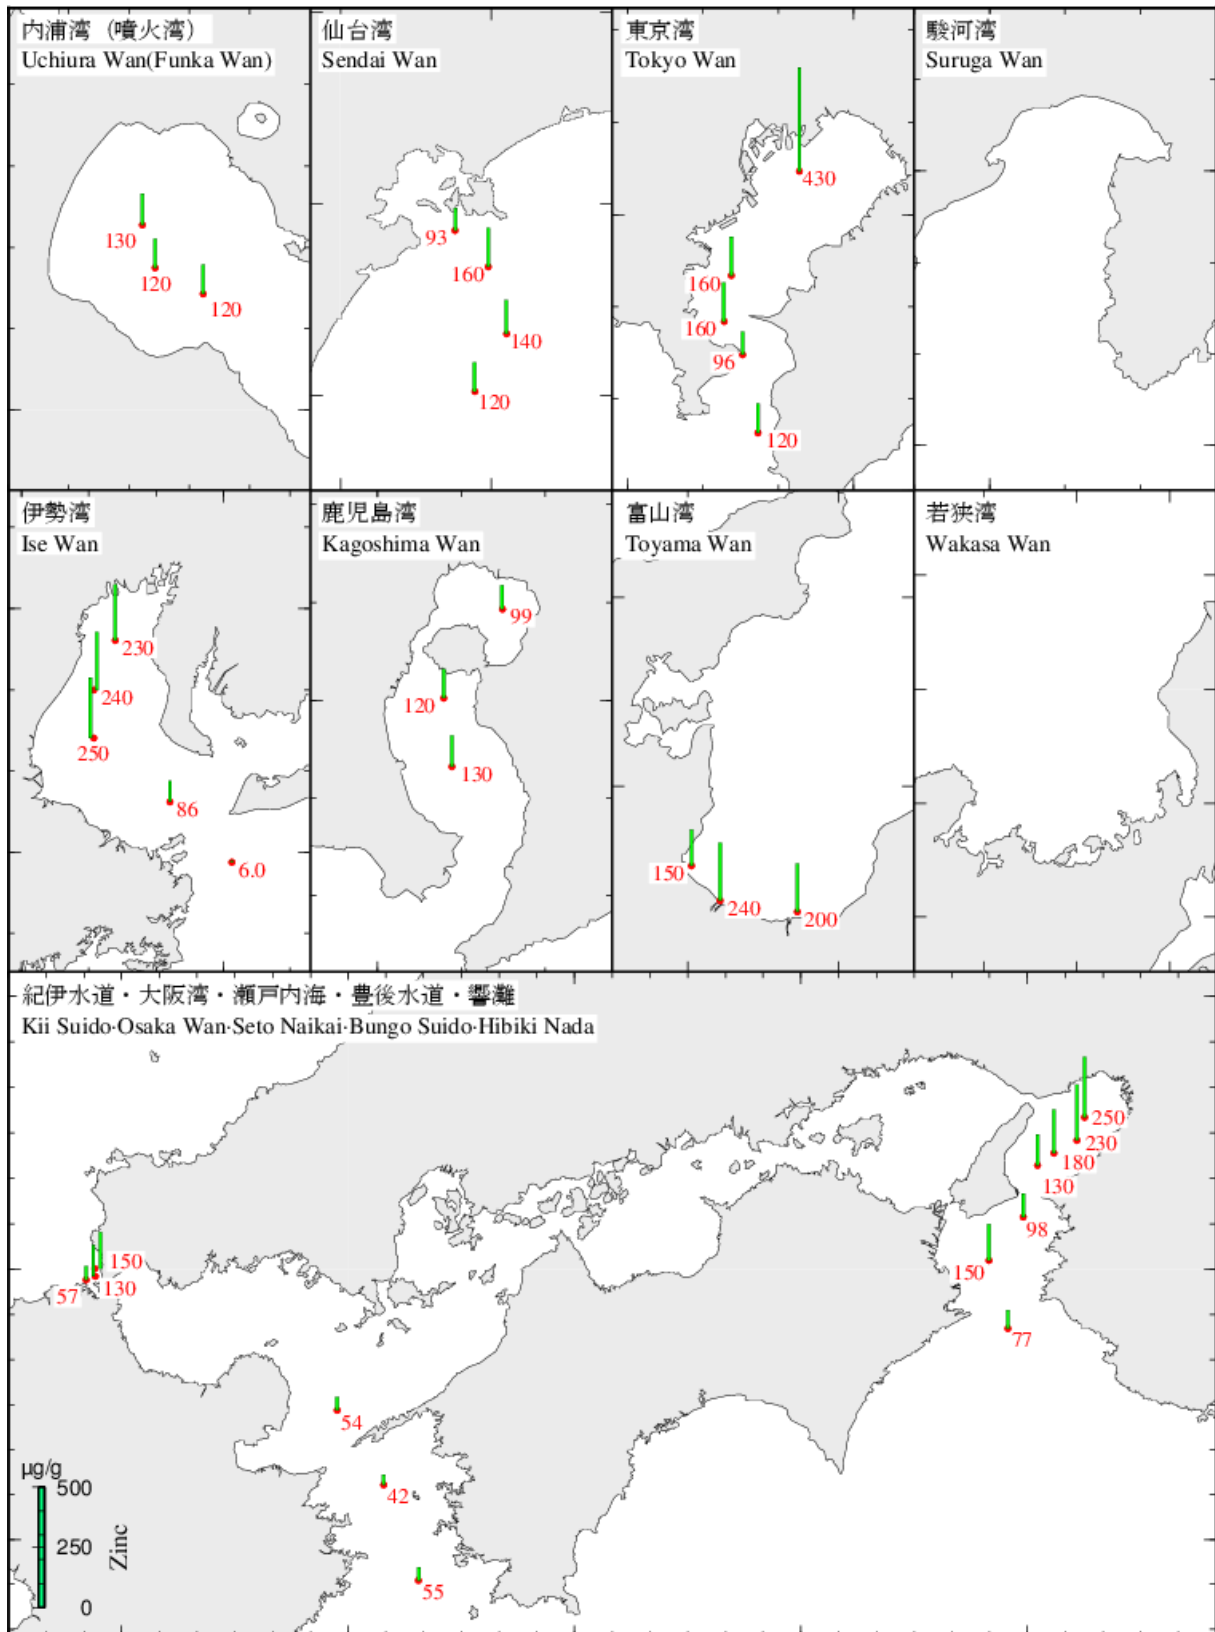 内浦湾（噴火湾）
Uchiura Wan(Funka Wan)
130
120
120
仙台湾
Sendai Wan
93
160
140
120
東京湾
Tokyo Wan
430
160
160
96
120
駿河湾
Suruga Wan
伊勢湾
Ise Wan
230
240
250
86
6.0
鹿児島湾
Kagoshima Wan
99
120
130
富山湾
Toyama Wan
150
240
200
若狭湾
Wakasa Wan
紀伊水道・大阪湾・瀬戸内海・豊後水道・響灘
Kii Suido·Osaka Wan·Seto Naikai·Bungo Suido·Hibiki Nada
250
230
180
130
98
150
77
150
130
57
54
42
55
µg/g
500
250
0
Zinc